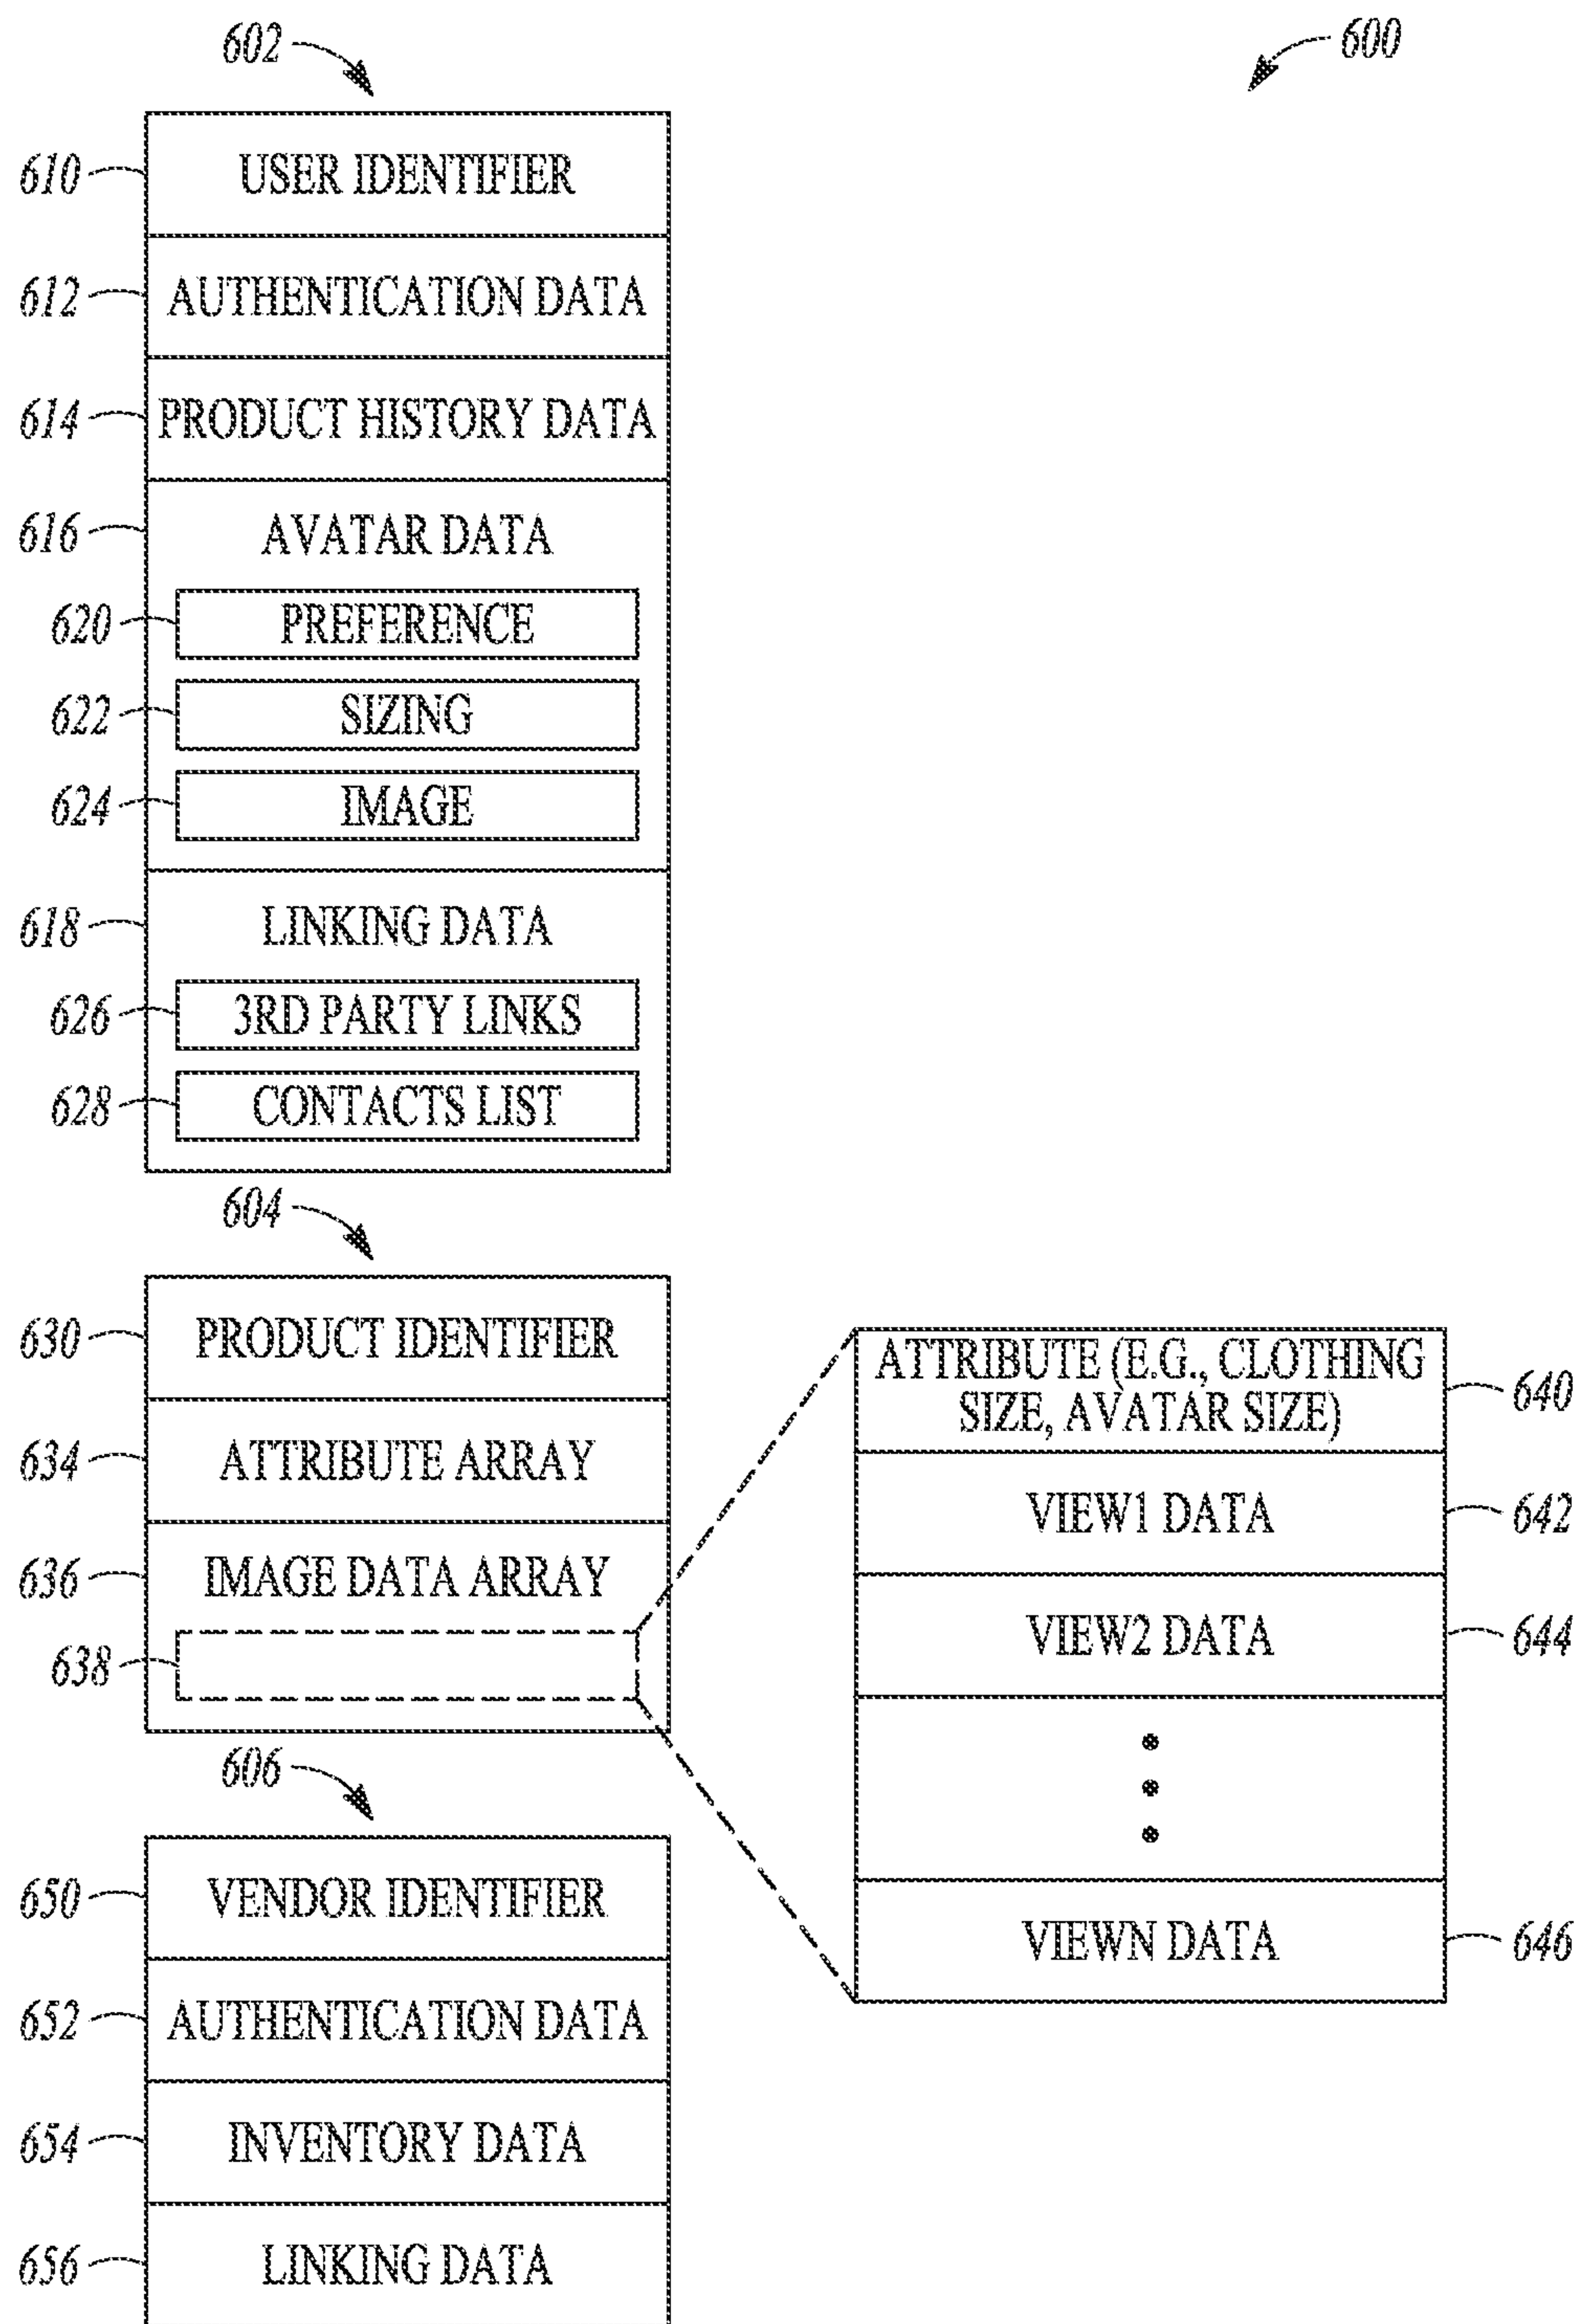 602
600
610 USER IDENTIFIER
612 AUTHENTICATION DATA
614 PRODUCT HISTORY DATA
616 AVATAR DATA
620 PREFERENCE
622 SIZING
624 IMAGE
618 LINKING DATA
626 3RD PARTY LINKS
628 CONTACTS LIST
604
630 PRODUCT IDENTIFIER
634 ATTRIBUTE ARRAY
636 IMAGE DATA ARRAY
638
ATTRIBUTE (E.G., CLOTHING
SIZE, AVATAR SIZE) 640
VIEW1 DATA 642
VIEW2 DATA 644
VIEWN DATA 646
606
650 VENDOR IDENTIFIER
652 AUTHENTICATION DATA
654 INVENTORY DATA
656 LINKING DATA